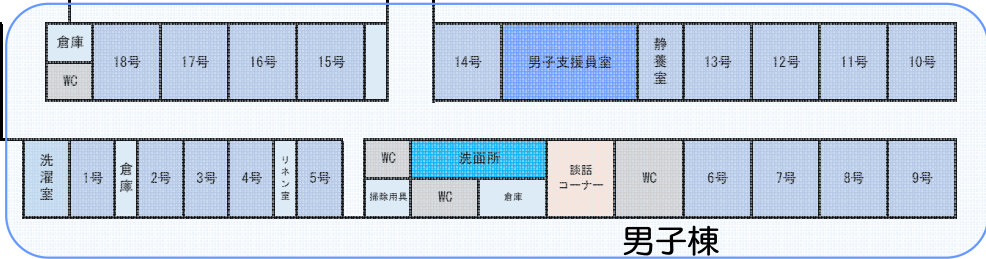 倉庫
WC
18号
17号
16号
15号
14号
男子支援員室
静養室
13号
12号
11号
10号
洗濯室
1号
倉庫
2号
3号
4号
リネン室
5号
WC
掃除用具
洗面所
WC
倉庫
談話
コーナー
WC
6号
7号
8号
9号
男子棟